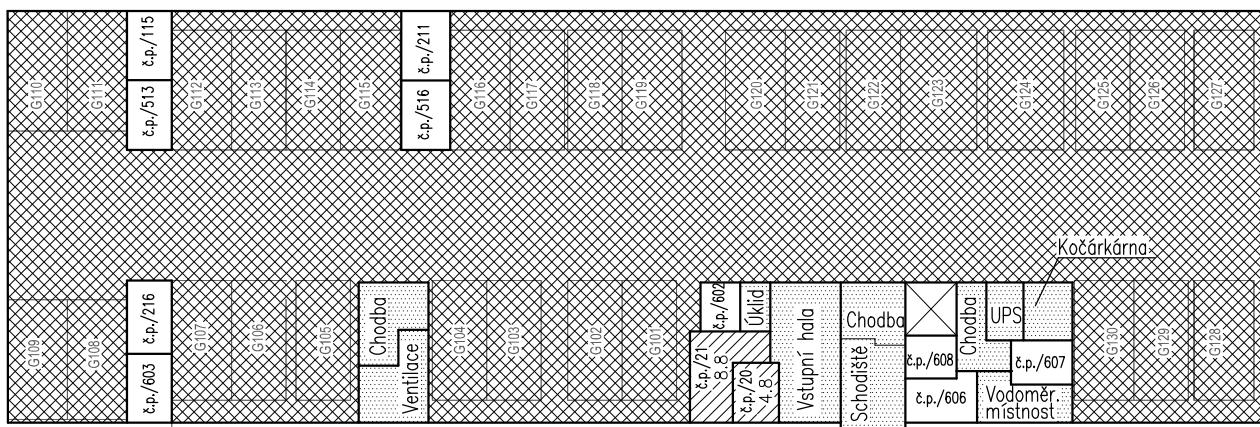 G110
G111
č.p./115
č.p./513
G112
G113
G114
G115
č.p./211
č.p./516
G116
G117
G118
G119
G120
G121
G122
G123
G124
G125
G126
G127
Kočárkárna
G109
G108
č.p./216
č.p./603
G107
G106
G105
Chodba
Ventilace
G104
G103
G102
G101
č.p./602
Úklid
č.p./21
8.8
č.p./20
4.8
Vstupní hala
Chodba
Schodiště
č.p./608
č.p./606
Chodba
UPS
č.p./607
Vodoměr.
místnost
G130
G129
G128